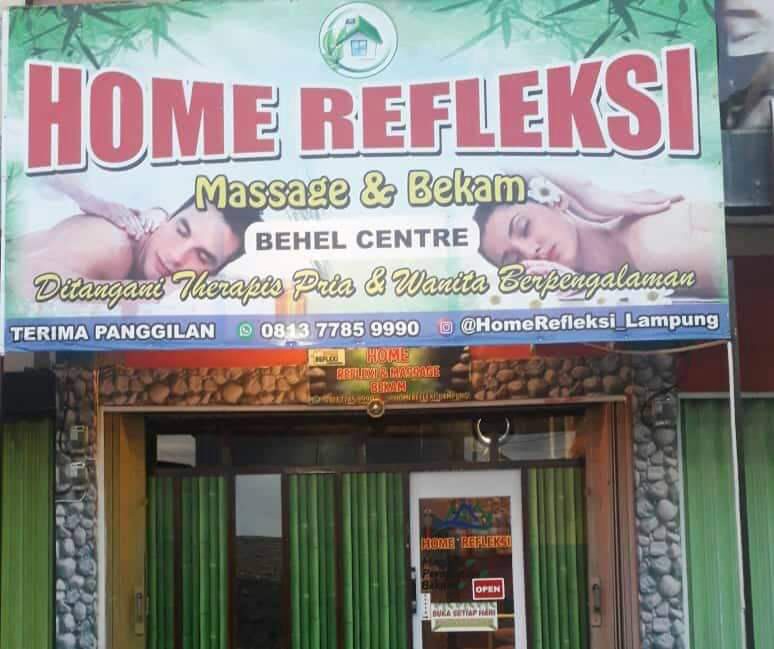 HOME REFLEKSI
Massage & Bekam
BEHEL CENTRE
Ditangani Therapis Pria & Wanita Berpengalaman
TERIMA PANGGILAN 0813 7785 9990 @HomeRefleksi_Lampung
HOME
REFLEXI & MASSAGE
BEKAM
HOME REFLEKSI
OPEN
BUKA SETIAP HARI